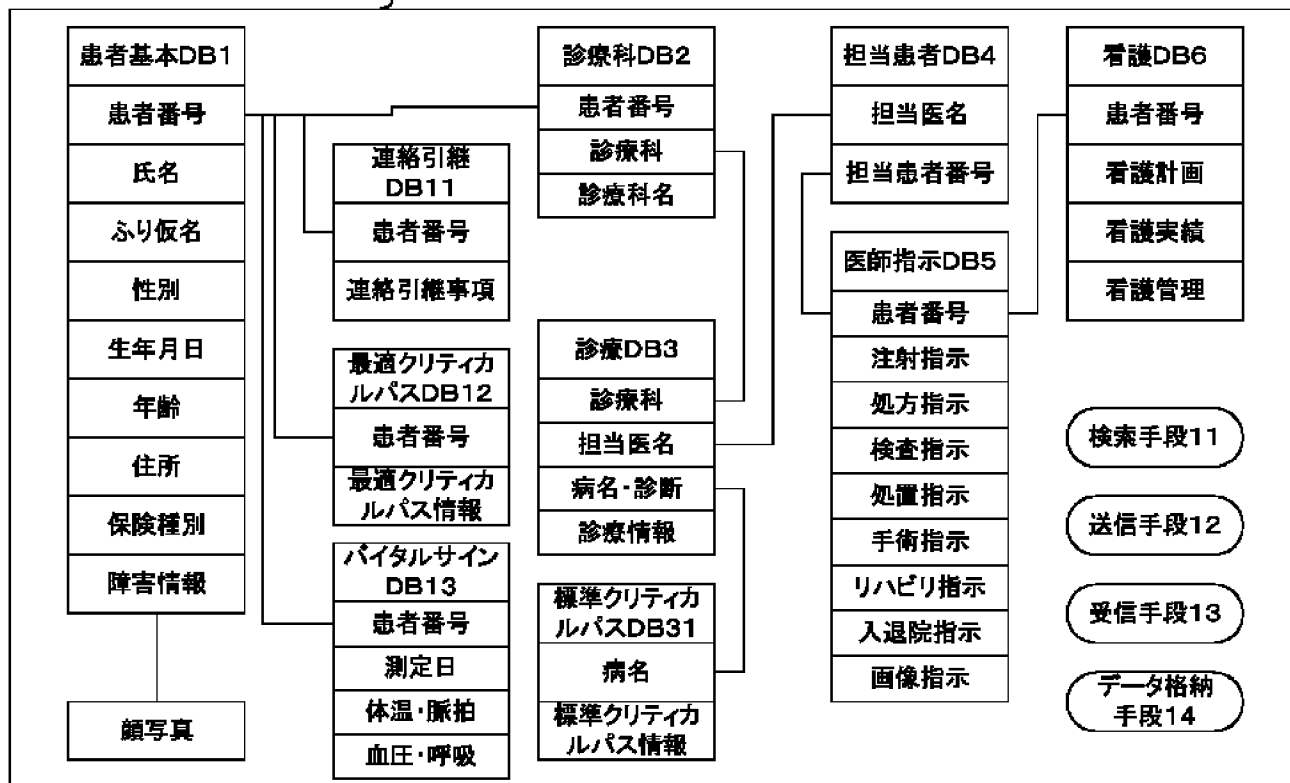 患者基本DB1
患者番号
氏名
ふり仮名
性別
生年月日
年齢
住所
保険種別
障害情報
顔写真
連絡引継
DB11
患者番号
連絡引継事項
最適クリティカ
ルパスDB12
患者番号
最適クリティカ
ルパス情報
バイタルサイン
DB13
患者番号
測定日
体温・脈拍
血圧・呼吸
診療科DB2
患者番号
診療科
診療科名
診療DB3
診療科
担当医名
病名・診断
診療情報
標準クリティカ
ルパスDB31
病名
標準クリティカ
ルパス情報
担当患者DB4
担当医名
担当患者番号
医師指示DB5
患者番号
注射指示
処方指示
検査指示
処置指示
手術指示
リハビリ指示
入退院指示
画像指示
看護DB6
患者番号
看護計画
看護実績
看護管理
検索手段11
送信手段12
受信手段13
データ格納
手段14